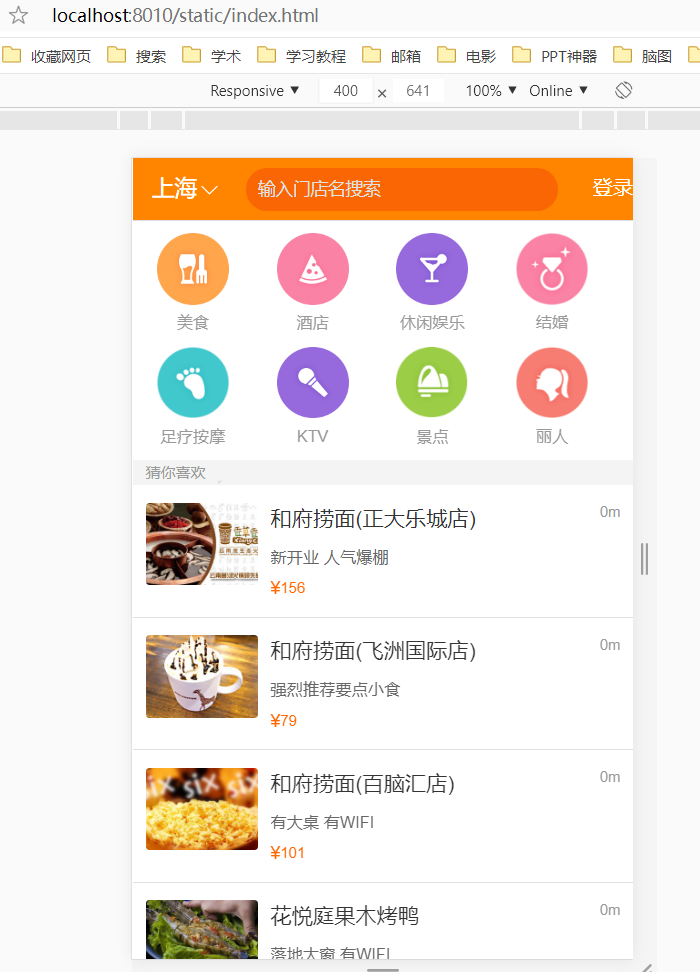 localhost:8010/static/index.html
收藏网页 搜索 学术 学习教程 邮箱 电影 PPT神器 脑图
Responsive ▼ 400 × 641 100% ▼ Online ▼
上海 输入门店名搜索 登录
美食 酒店 休闲娱乐 结婚
足疗按摩 KTV 景点 丽人
猜你喜欢
和府捞面(正大乐城店) 0m
新开业 人气爆棚
¥156
和府捞面(飞洲国际店) 0m
强烈推荐要点小食
¥79
和府捞面(百脑汇店) 0m
有大桌 有WIFI
¥101
花悦庭果木烤鸭 0m
落地大窗 有WIFI